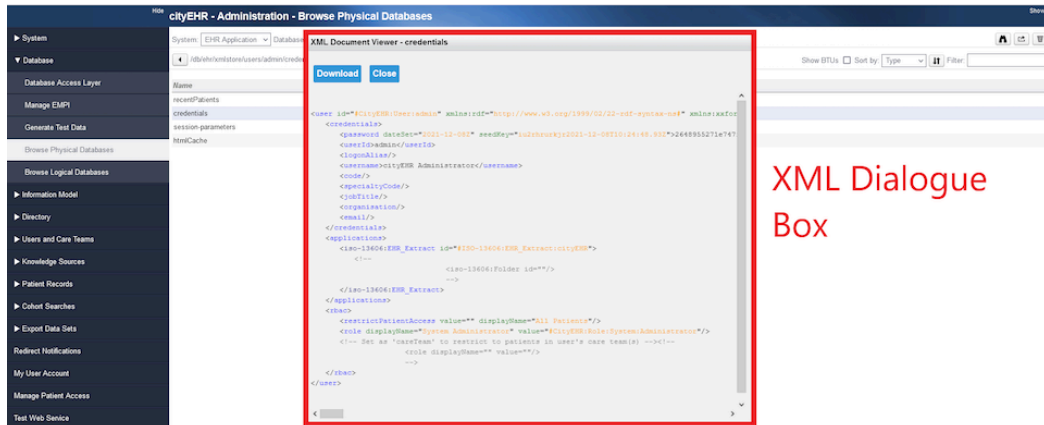 Hide
cityEHR - Administration - Browse Physical Databases
Show
▶ System
▼ Database
Database Access Layer
Manage EMPI
Generate Test Data
Browse Physical Databases
Browse Logical Databases
▶ Information Model
▶ Directory
▶ Users and Care Teams
▶ Knowledge Sources
▶ Patient Records
▶ Cohort Searches
▶ Export Data Sets
Redirect Notifications
My User Account
Manage Patient Access
Test Web Service
System: EHR Application Database
/db/ehr/xmlstore/users/admin/crede
Show BTUs Sort by: Type Filter:
Name
recentPatients
credentials
session-parameters
htmlCache
XML Document Viewer - credentials
Download Close
<user id="#CityEHR:User:admin" xmlns:rdf="http://www.w3.org/1999/02/22-rdf-syntax-ns#" xmlns:xxfor
<credentials>
<password
<userId>admin</userId>
<logonAlias/>
<username>cityEHR Administrator</username>
<code/>
<specialtyCode/>
<jobTitle/>
<organisation/>
<email/>
</credentials>
<applications>
<iso-13606:EHR_Extract id="#ISO-13606:EHR_Extract:cityEHR">
<!--
<iso-13606:Folder id=""/>
-->
</iso-13606:EHR_Extract>
</applications>
<rbac>
<restrictPatientAccess value="" displayName="All Patients"/>
<role displayName="System Administrator" value="#CityEHR:Role:System/Administrator"/>
<!-- Set as 'careTeam' to restrict to patients in user's care team(s) --><!--
<role displayName="" value=""/>
-->
</rbac>
</user>
XML Dialogue
Box